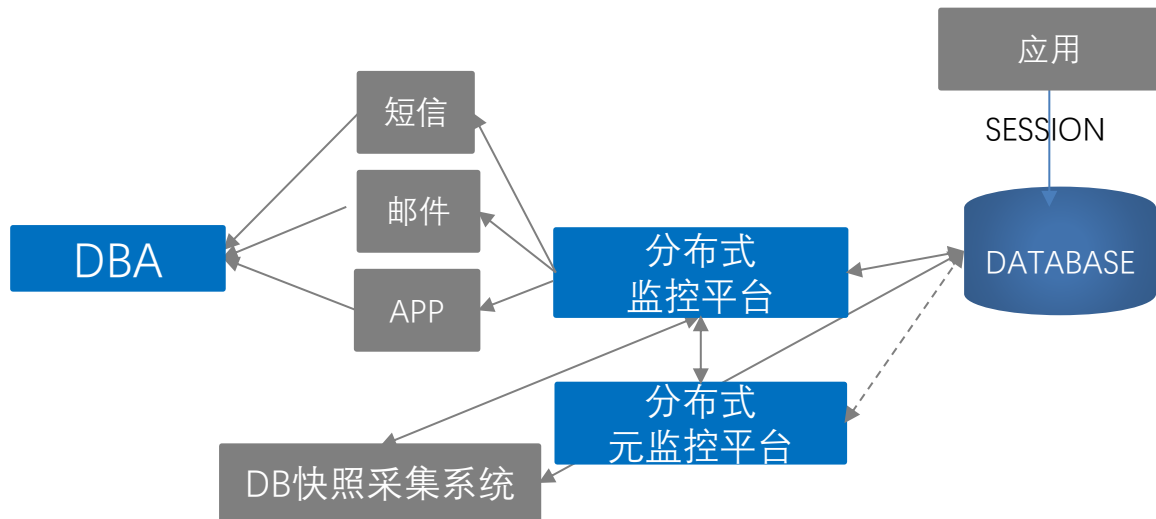 应用
SESSION
DATABASE
短信
邮件
APP
DBA
分布式
监控平台
分布式
元监控平台
DB快照采集系统